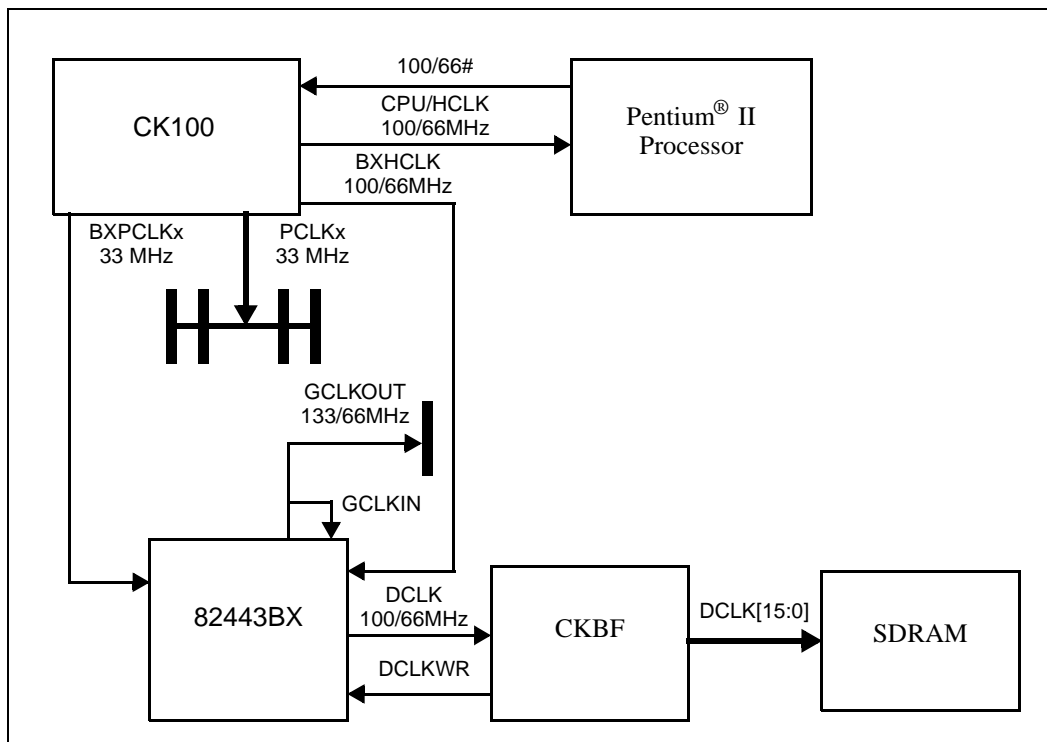 100/66#
CK100
CPU/HCLK
100/66MHz
Pentium® II
Processor
BXHCLK
100/66MHz
BXPCLKx
33 MHz
PCLKx
33 MHz
GCLKOUT
133/66MHz
GCLKIN
82443BX
DCLK
100/66MHz
DCLKWR
CKBF
DCLK[15:0]
SDRAM